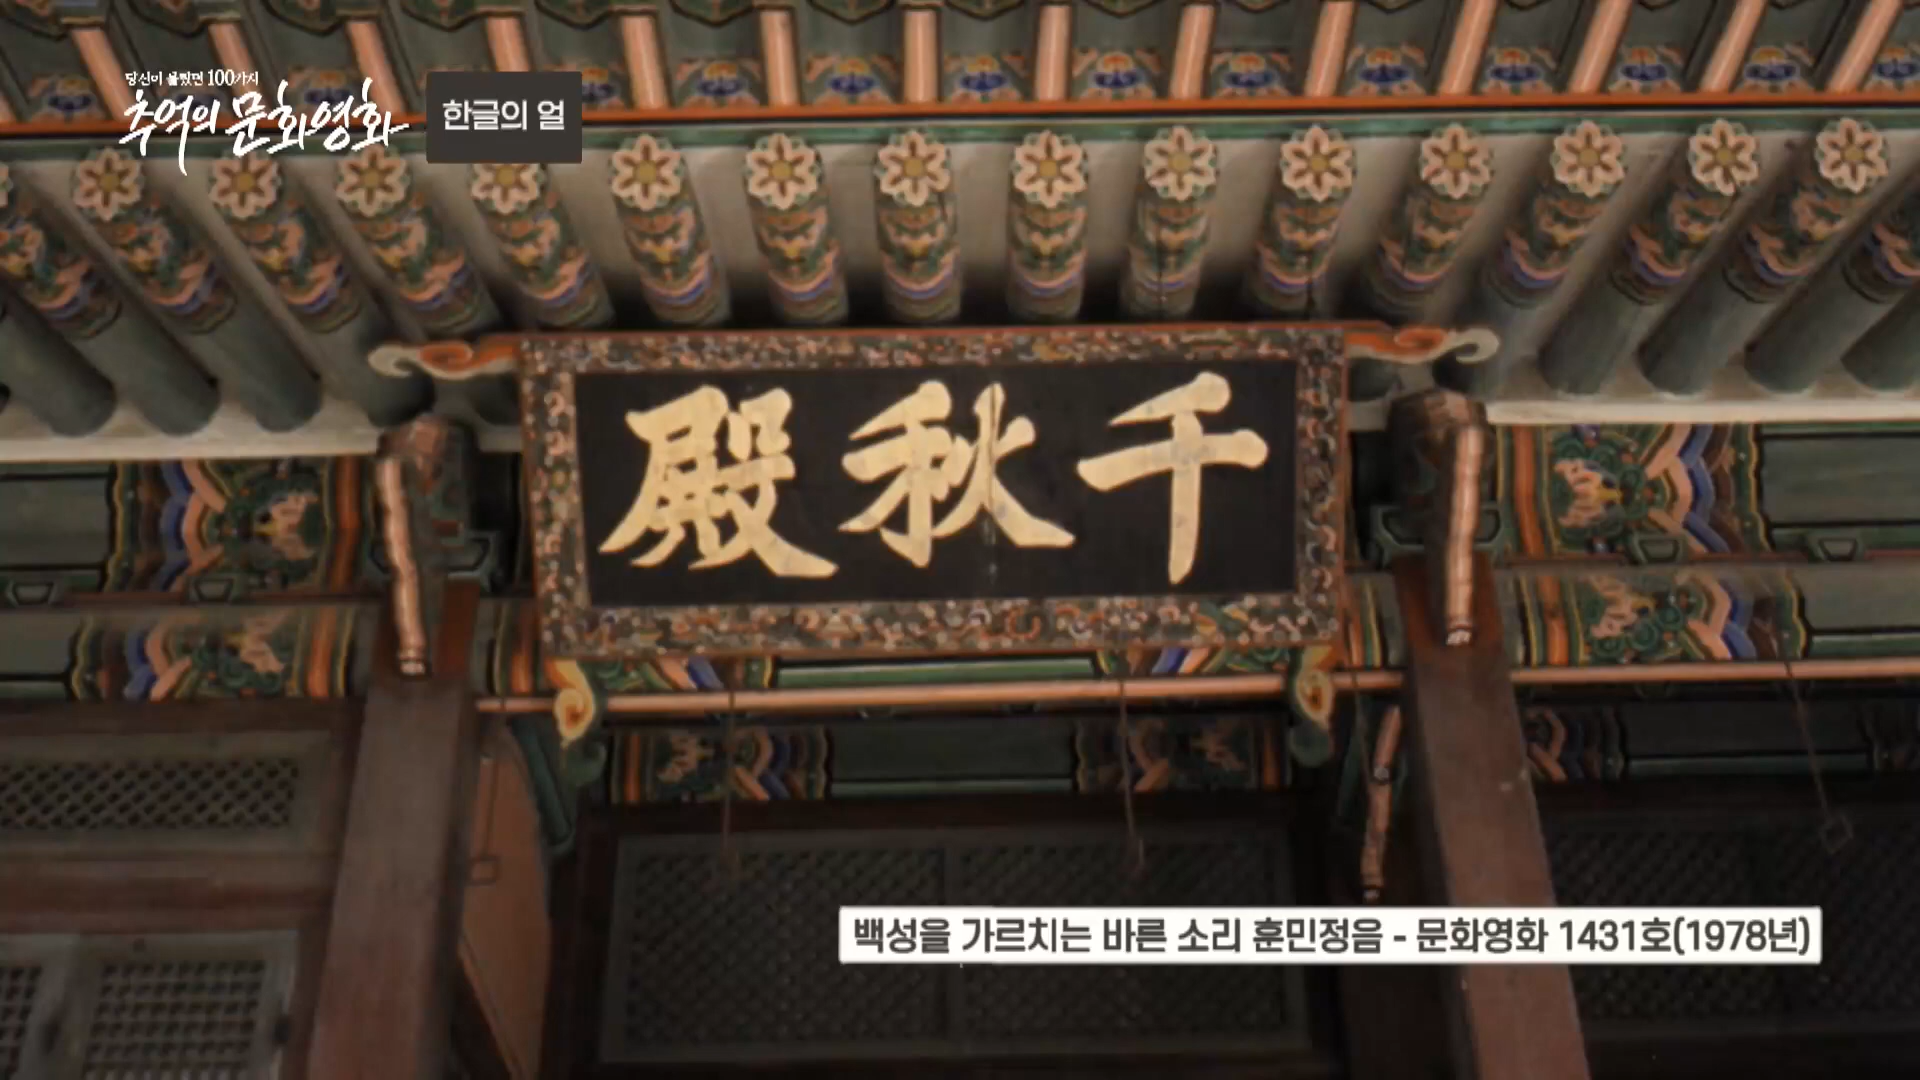 당신이 몰랐던 100가지
추억의 문화영화
한글의 얼
千秋殿
백성을 가르치는 바른 소리 훈민정음 - 문화영화 1431호(1978년)